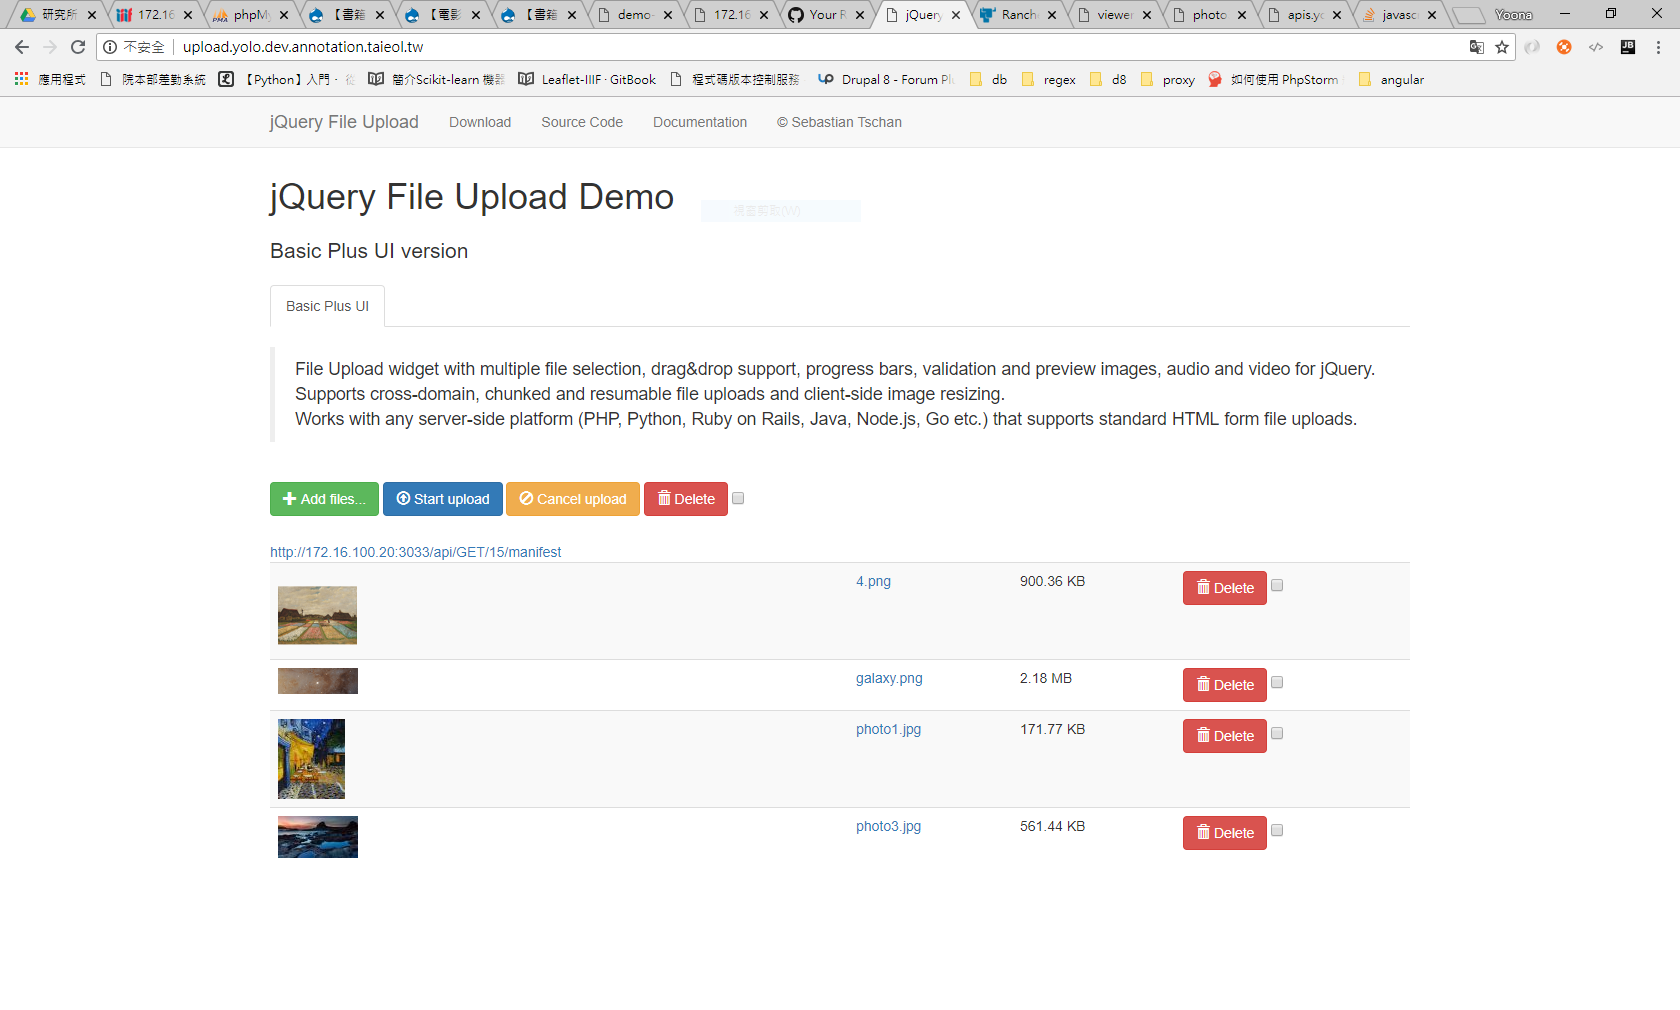 研究所
172.16
phpMy
【書籍
【電影
【書籍
demo-
172.16
Your R
jQuery
Ranche
viewer
photo
apis.yo
javasc
Yoona
不安全
upload.yolo.dev.annotation.taieol.tw
應用程式
院本部差勤系統
【Python】入門 · 從
簡介Scikit-learn 機器
Leaflet-IIIF · GitBook
程式碼版本控制服務
Drupal 8 - Forum Plu
db
regex
d8
proxy
如何使用 PhpStorm
angular
jQuery File Upload
Download
Source Code
Documentation
© Sebastian Tschan
jQuery File Upload Demo
Basic Plus UI version
Basic Plus UI
File Upload widget with multiple file selection, drag&drop support, progress bars, validation and preview images, audio and video for jQuery.
Supports cross-domain, chunked and resumable file uploads and client-side image resizing.
Works with any server-side platform (PHP, Python, Ruby on Rails, Java, Node.js, Go etc.) that supports standard HTML form file uploads.
Add files...
Start upload
Cancel upload
Delete
http://172.16.100.20:3033/api/GET/15/manifest
4.png
900.36 KB
Delete
galaxy.png
2.18 MB
Delete
photo1.jpg
171.77 KB
Delete
photo3.jpg
561.44 KB
Delete